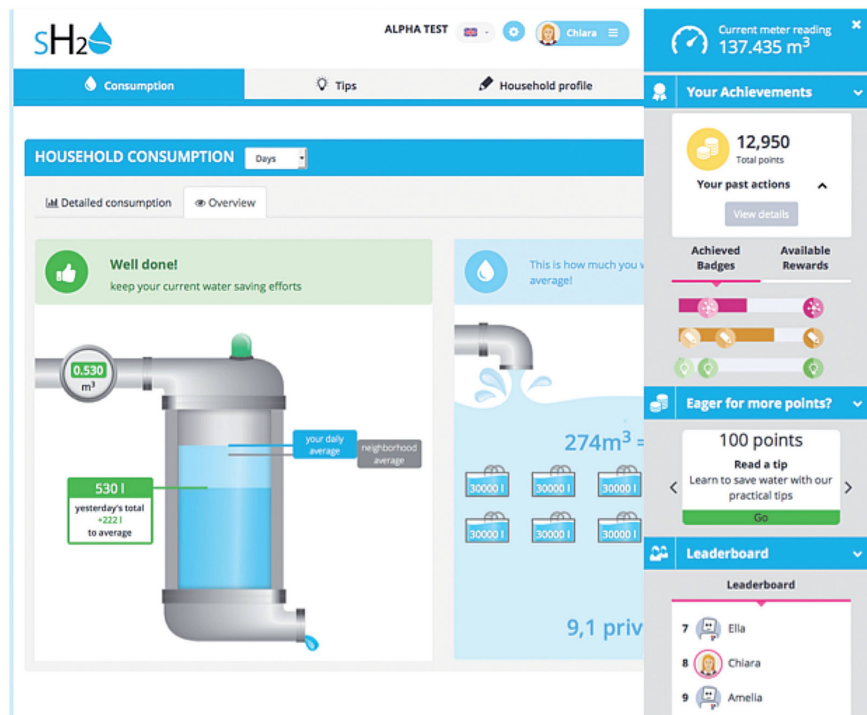 SH2
ALPHA TEST
Chiara
Current meter reading
137.435 m³
Consumption
Tips
Household profile
Your Achievements
HOUSEHOLD CONSUMPTION
Days
12,950
Total points
Your past actions
View details
Detailed consumption
Overview
Well done!
keep your current water saving efforts
This is how much you
average!
Achieved
Badges
Available
Rewards
0.530
m³
your daily
average
neighborhood
average
530 l
yesterday's total
+222 l
to average
274m³ =
30000 l
30000 l
30000 l
30000 l
30000 l
30000 l
9,1 priv
Eager for more points?
100 points
Read a tip
Learn to save water with our
practical tips
Go
Leaderboard
Leaderboard
7 Ella
8 Chiara
9 Amelia